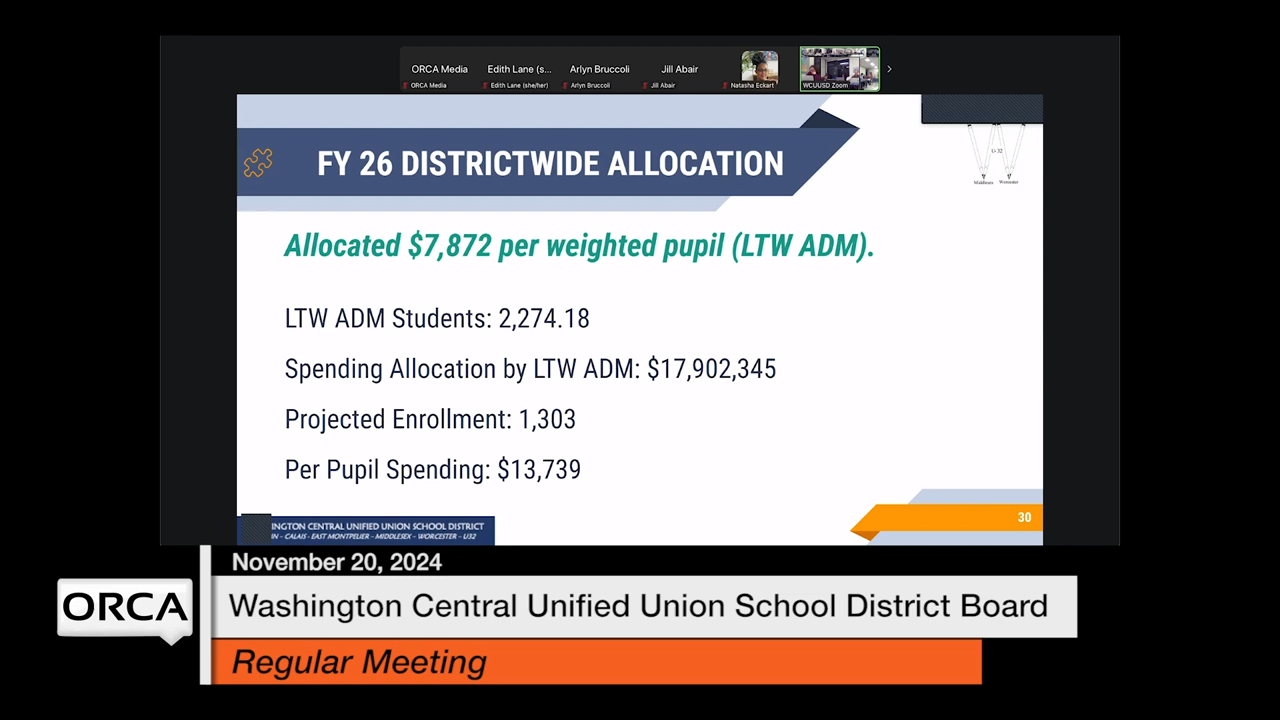 ORCA Media
Edith Lane (s...
Arlyn Bruccoli
Jill Abair
ORCA Media
Edith Lane (she/her)
Arlyn Bruccoli
Jill Abair
Natasha Eckart
WCUUSD Zoom
FY 26 DISTRICTWIDE ALLOCATION
U-32
Middlesex
Worcester
Allocated $7,872 per weighted pupil (LTW ADM).
LTW ADM Students: 2,274.18
Spending Allocation by LTW ADM: $17,902,345
Projected Enrollment: 1,303
Per Pupil Spending: $13,739
INGTON CENTRAL UNIFIED UNION SCHOOL DISTRICT
IN – CALAIS - EAST MONTPELIER – MIDDLESEX – WORCESTER – U32
30
November 20, 2024
ORCA
Washington Central Unified Union School District Board
Regular Meeting